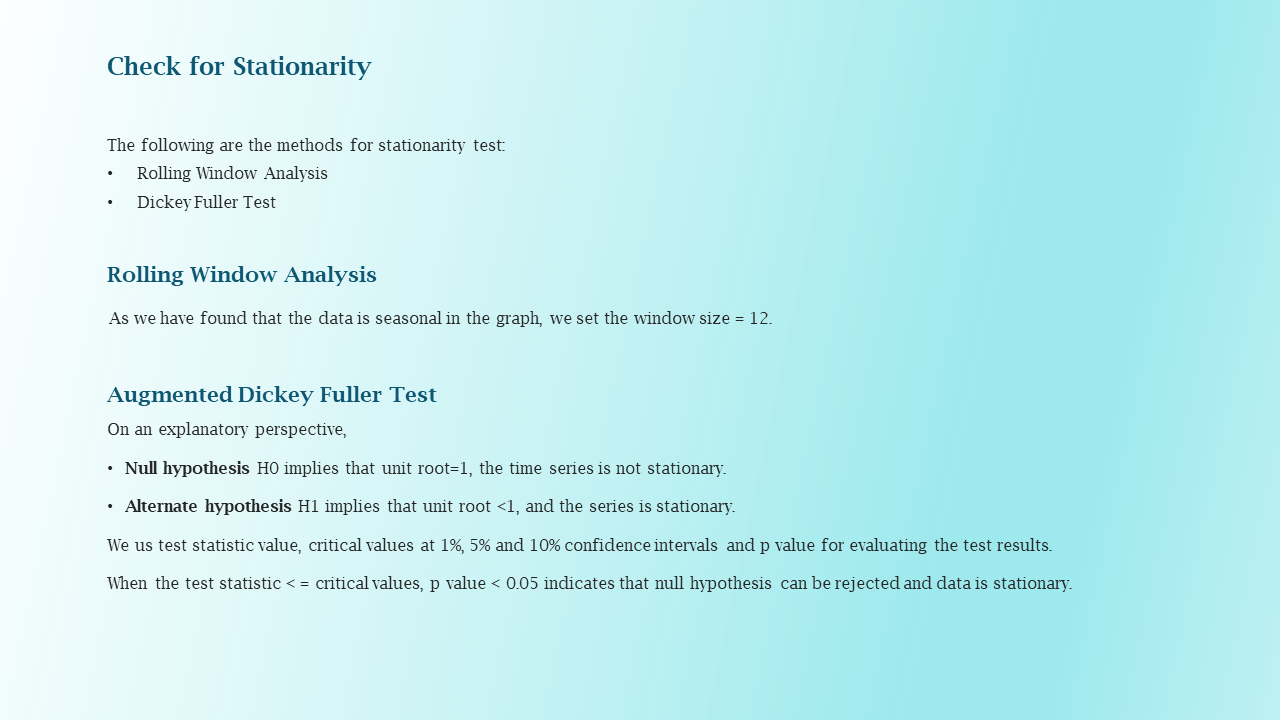 Check for Stationarity
The following are the methods for stationarity test:
• Rolling Window Analysis
• Dickey Fuller Test
Rolling Window Analysis
As we have found that the data is seasonal in the graph, we set the window size = 12.
Augmented Dickey Fuller Test
On an explanatory perspective,
• Null hypothesis H0 implies that unit root=1, the time series is not stationary.
• Alternate hypothesis H1 implies that unit root <1, and the series is stationary.
We us test statistic value, critical values at 1%, 5% and 10% confidence intervals and p value for evaluating the test results.
When the test statistic < = critical values, p value < 0.05 indicates that null hypothesis can be rejected and data is stationary.